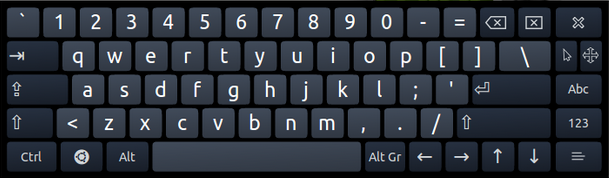 ` 1 2 3 4 5 6 7 8 9 0 - =
q w e r t y u i o p [ ] \
a s d f g h j k l ; ' Abc
< z x c v b n m , . / 123
Ctrl Alt Alt Gr ← → ↑ ↓